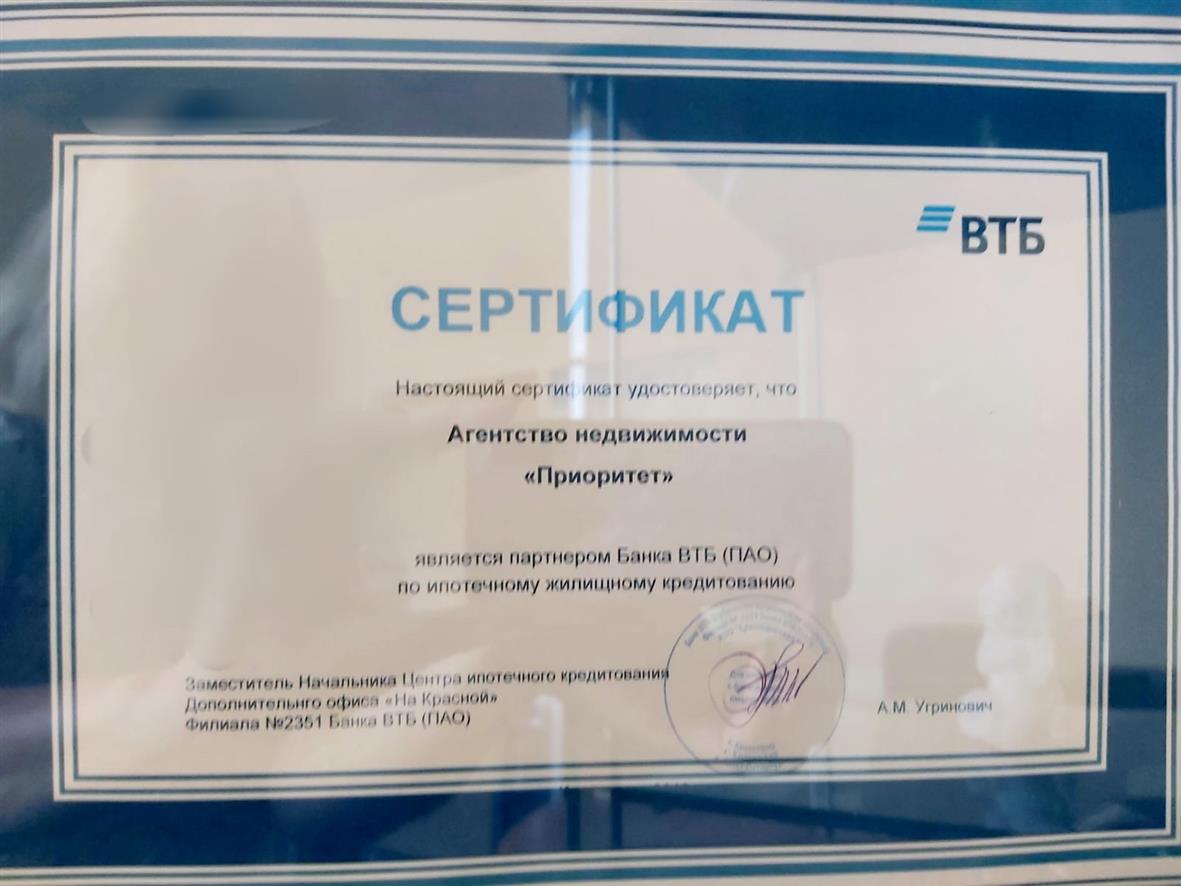 ВТБ
СЕРТИФИКАТ
Настоящий сертификат удостоверяет, что
Агентство недвижимости
«Приоритет»
является партнером Банка ВТБ (ПАО)
по ипотечному жилищному кредитованию
Заместитель Начальника Центра ипотечного кредитования
Дополнительнго офиса «На Красной»
Филиала №2351 Банка ВТБ (ПАО)
А.М. Угринович